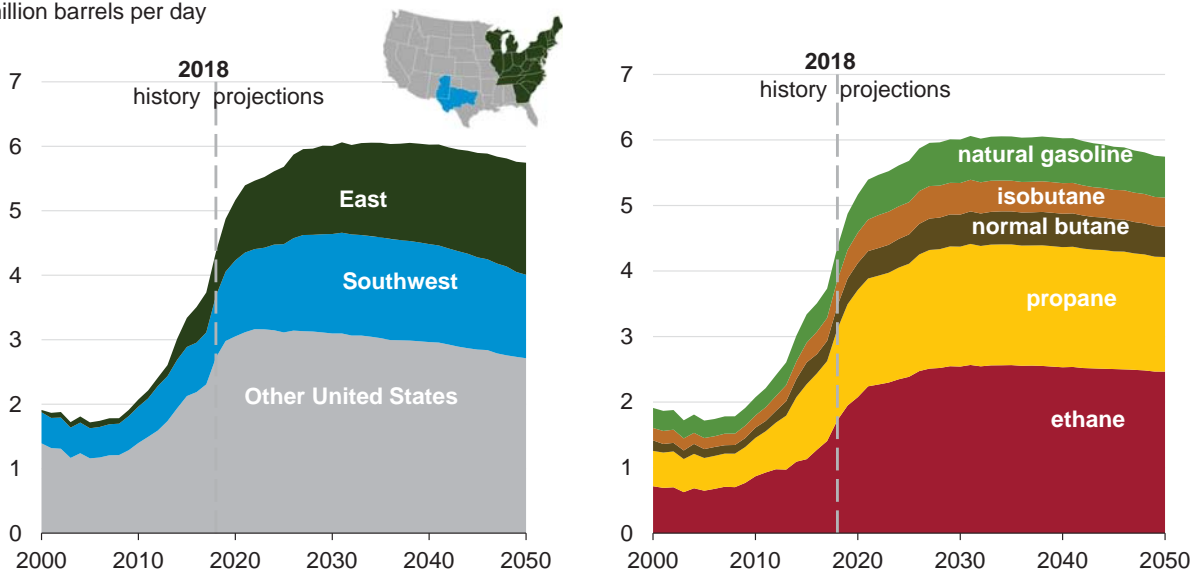 million barrels per day
2018
history projections
7
6
5
4
3
2
1
0
East
Southwest
Other United States
2000 2010 2020 2030 2040 2050
2018
history projections
7
6
5
4
3
2
1
0
natural gasoline
isobutane
normal butane
propane
ethane
2000 2010 2020 2030 2040 2050